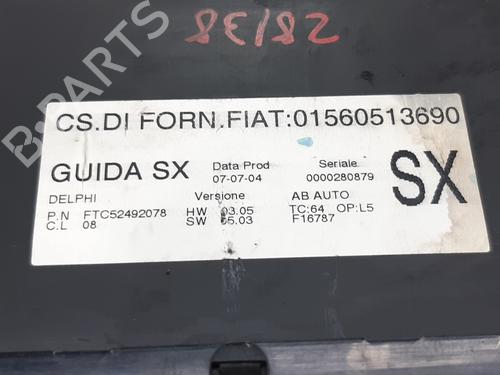 28138
B-PARTS
CS.DI FORN.FIAT:01560513690
GUIDA SX
Data Prod
07-07-04
Seriale
0000280879
SX
DELPHI
Versione
AB AUTO
P.N FTC52492078
HW 03.05
TC:64 OP:L5
C.L 08
SW 05.03
F16787